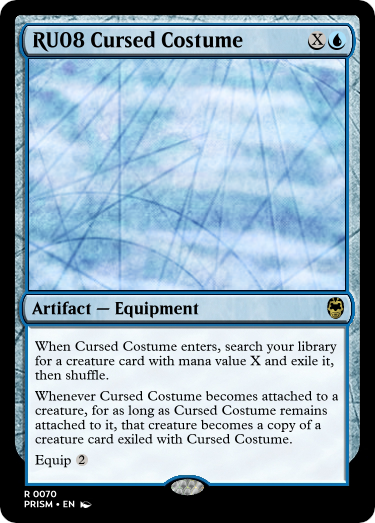 RU08 Cursed Costume
X
Artifact — Equipment
When Cursed Costume enters, search your library
for a creature card with mana value X and exile it,
then shuffle.
Whenever Cursed Costume becomes attached to a
creature, for as long as Cursed Costume remains
attached to it, that creature becomes a copy of a
creature card exiled with Cursed Costume.
Equip 2
R 0070
PRISM • EN